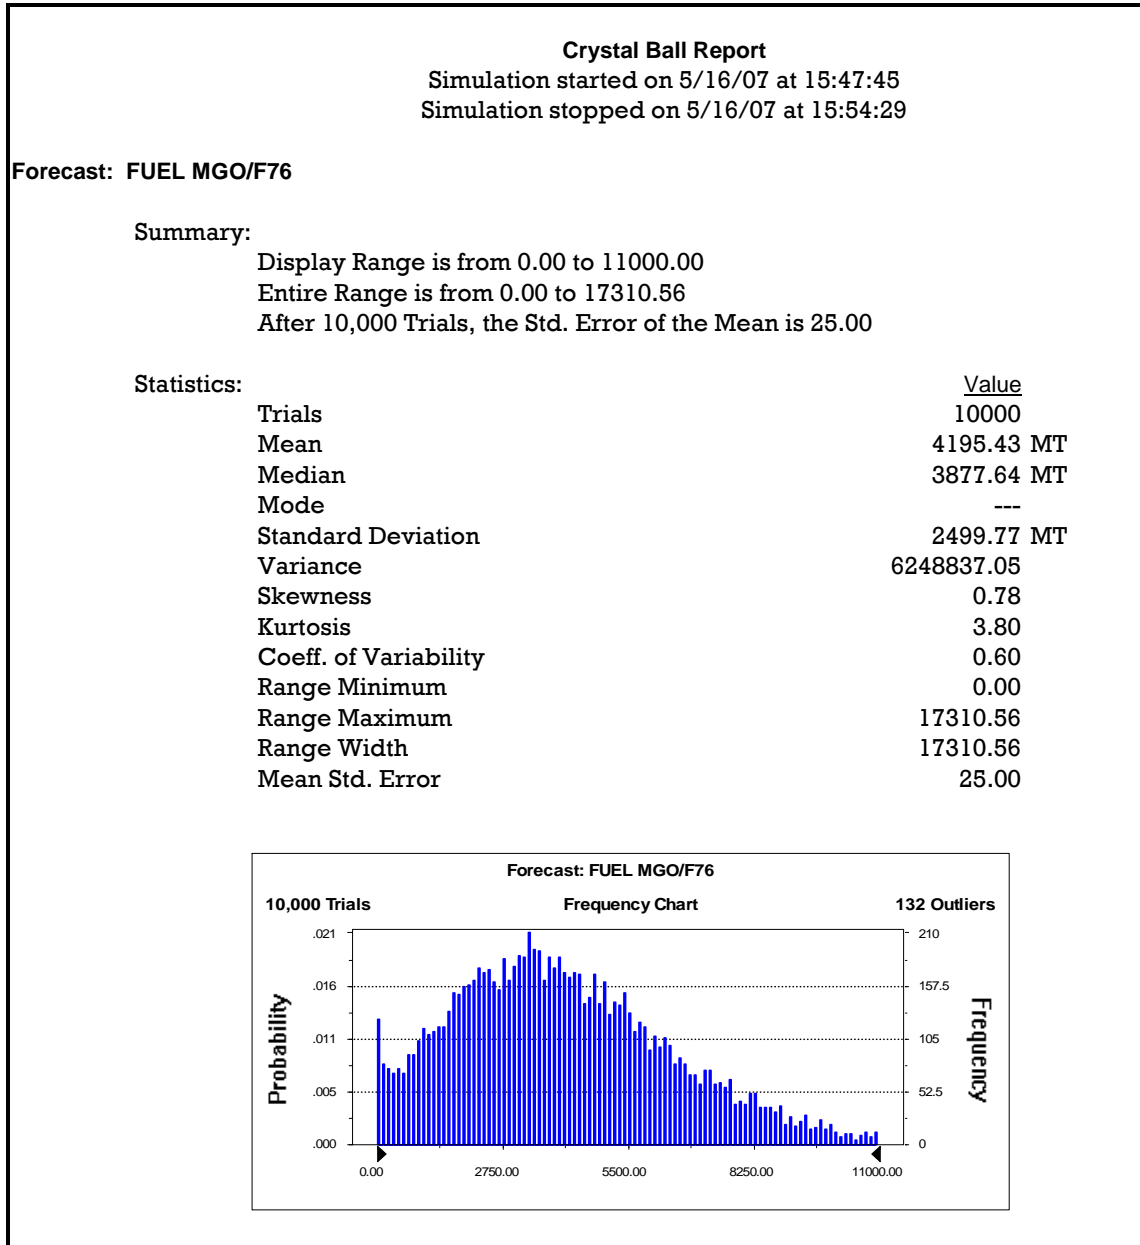 Crystal Ball Report
Simulation started on 5/16/07 at 15:47:45
Simulation stopped on 5/16/07 at 15:54:29
Forecast: FUEL MGO/F76
Summary:
Display Range is from 0.00 to 11000.00
Entire Range is from 0.00 to 17310.56
After 10,000 Trials, the Std. Error of the Mean is 25.00
Statistics: Value
Trials 10000
Mean 4195.43 MT
Median 3877.64 MT
Mode ---
Standard Deviation 2499.77 MT
Variance 6248837.05
Skewness 0.78
Kurtosis 3.80
Coeff. of Variability 0.60
Range Minimum 0.00
Range Maximum 17310.56
Range Width 17310.56
Mean Std. Error 25.00
Forecast: FUEL MGO/F76
10,000 Trials Frequency Chart 132 Outliers
.021 210
.016 157.5
.011 105
.005 52.5
.000 0
Probability
Frequency
0.00 2750.00 5500.00 8250.00 11000.00